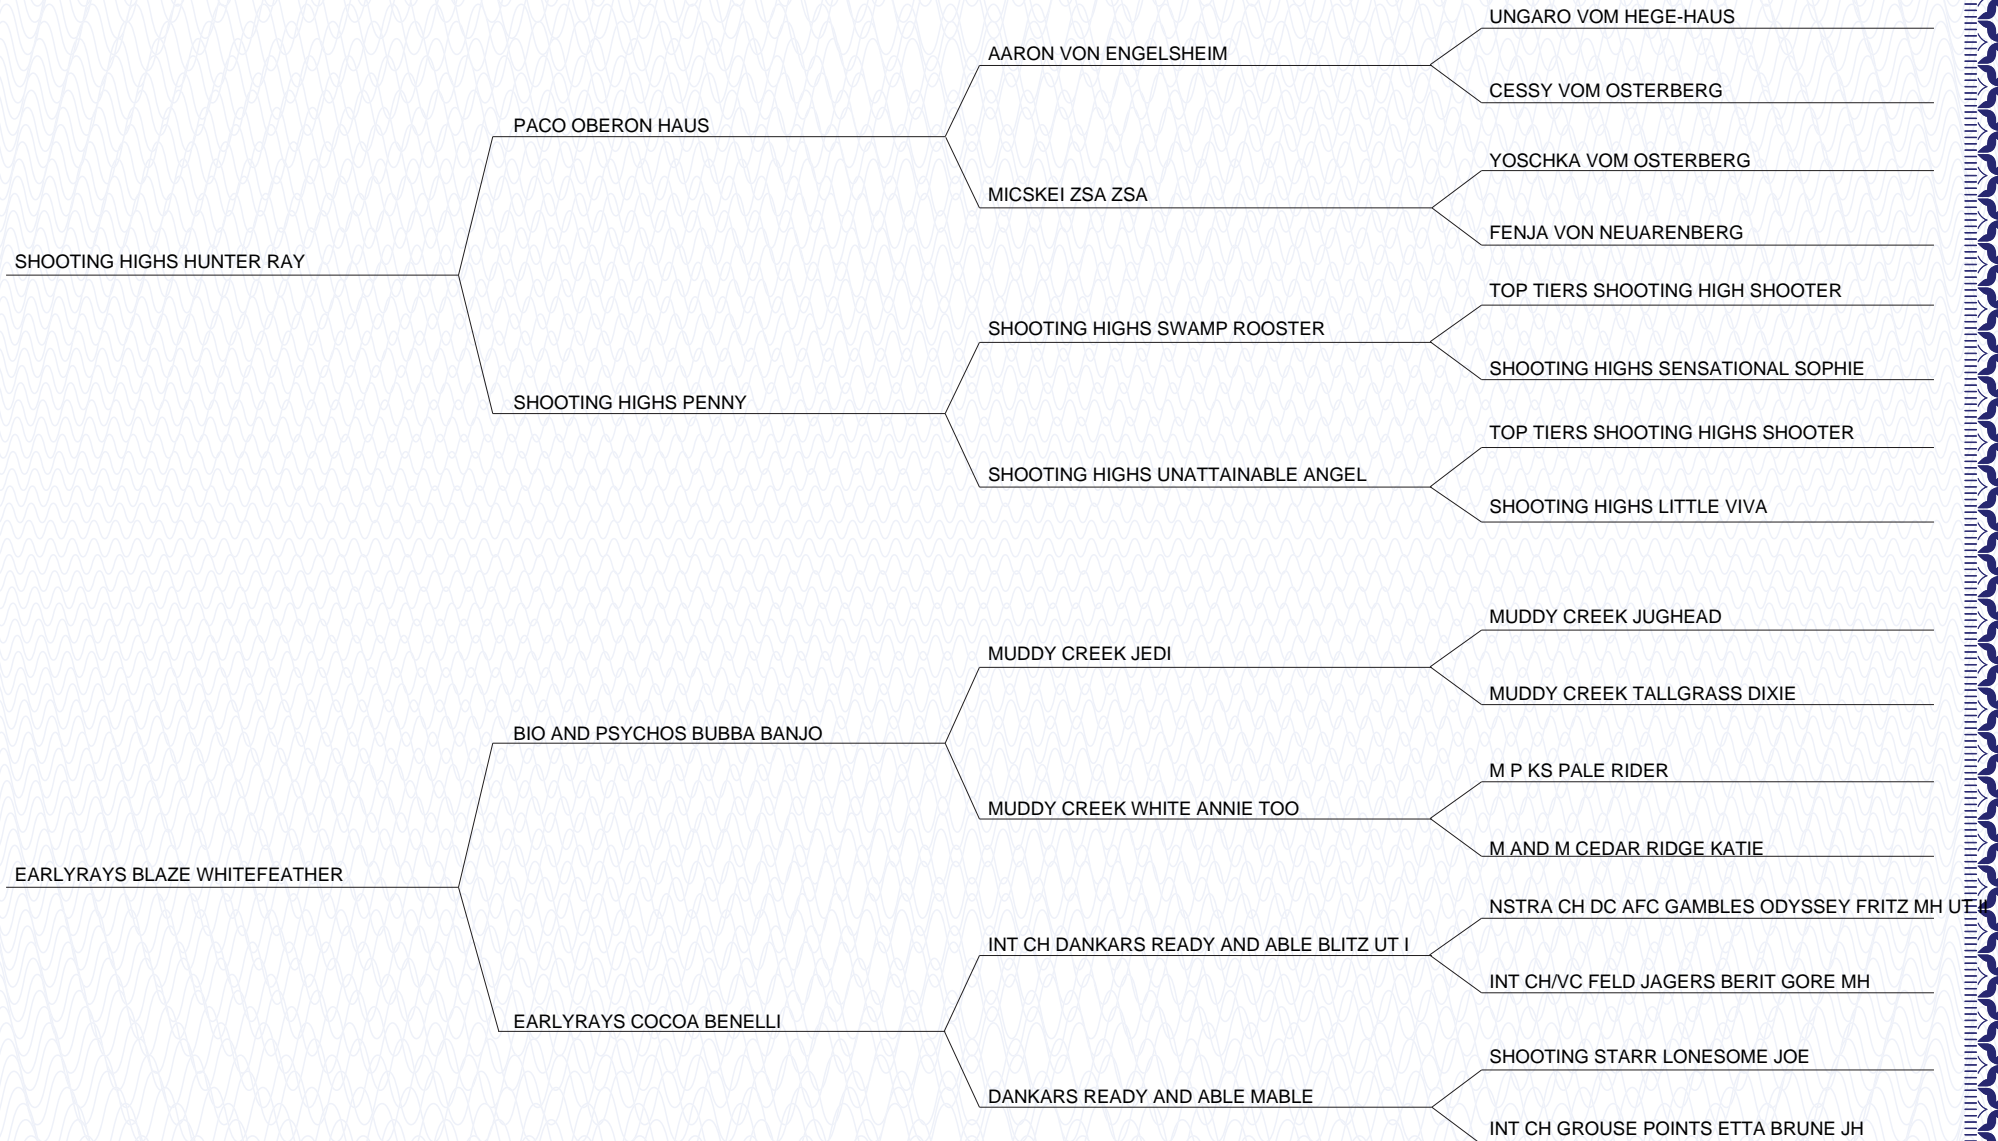 UNGARO VOM HEGE-HAUS
AARON VON ENGELSHEIM
CESSY VOM OSTERBERG
PACO OBERON HAUS
YOSCHKA VOM OSTERBERG
MICSKEI ZSA ZSA
FENJA VON NEUARENBERG
SHOOTING HIGHS HUNTER RAY
TOP TIERS SHOOTING HIGH SHOOTER
SHOOTING HIGHS SWAMP ROOSTER
SHOOTING HIGHS SENSATIONAL SOPHIE
SHOOTING HIGHS PENNY
TOP TIERS SHOOTING HIGHS SHOOTER
SHOOTING HIGHS UNATTAINABLE ANGEL
SHOOTING HIGHS LITTLE VIVA
MUDDY CREEK JUGHEAD
MUDDY CREEK JEDI
MUDDY CREEK TALLGRASS DIXIE
BIO AND PSYCHOS BUBBA BANJO
M P KS PALE RIDER
MUDDY CREEK WHITE ANNIE TOO
M AND M CEDAR RIDGE KATIE
EARLYRAYS BLAZE WHITEFEATHER
NSTRA CH DC AFC GAMBLES ODYSSEY FRITZ MH UT II
INT CH DANKARS READY AND ABLE BLITZ UT I
INT CH/VC FELD JAGERS BERIT GORE MH
EARLYRAYS COCOA BENELLI
SHOOTING STARR LONESOME JOE
DANKARS READY AND ABLE MABLE
INT CH GROUSE POINTS ETTA BRUNE JH